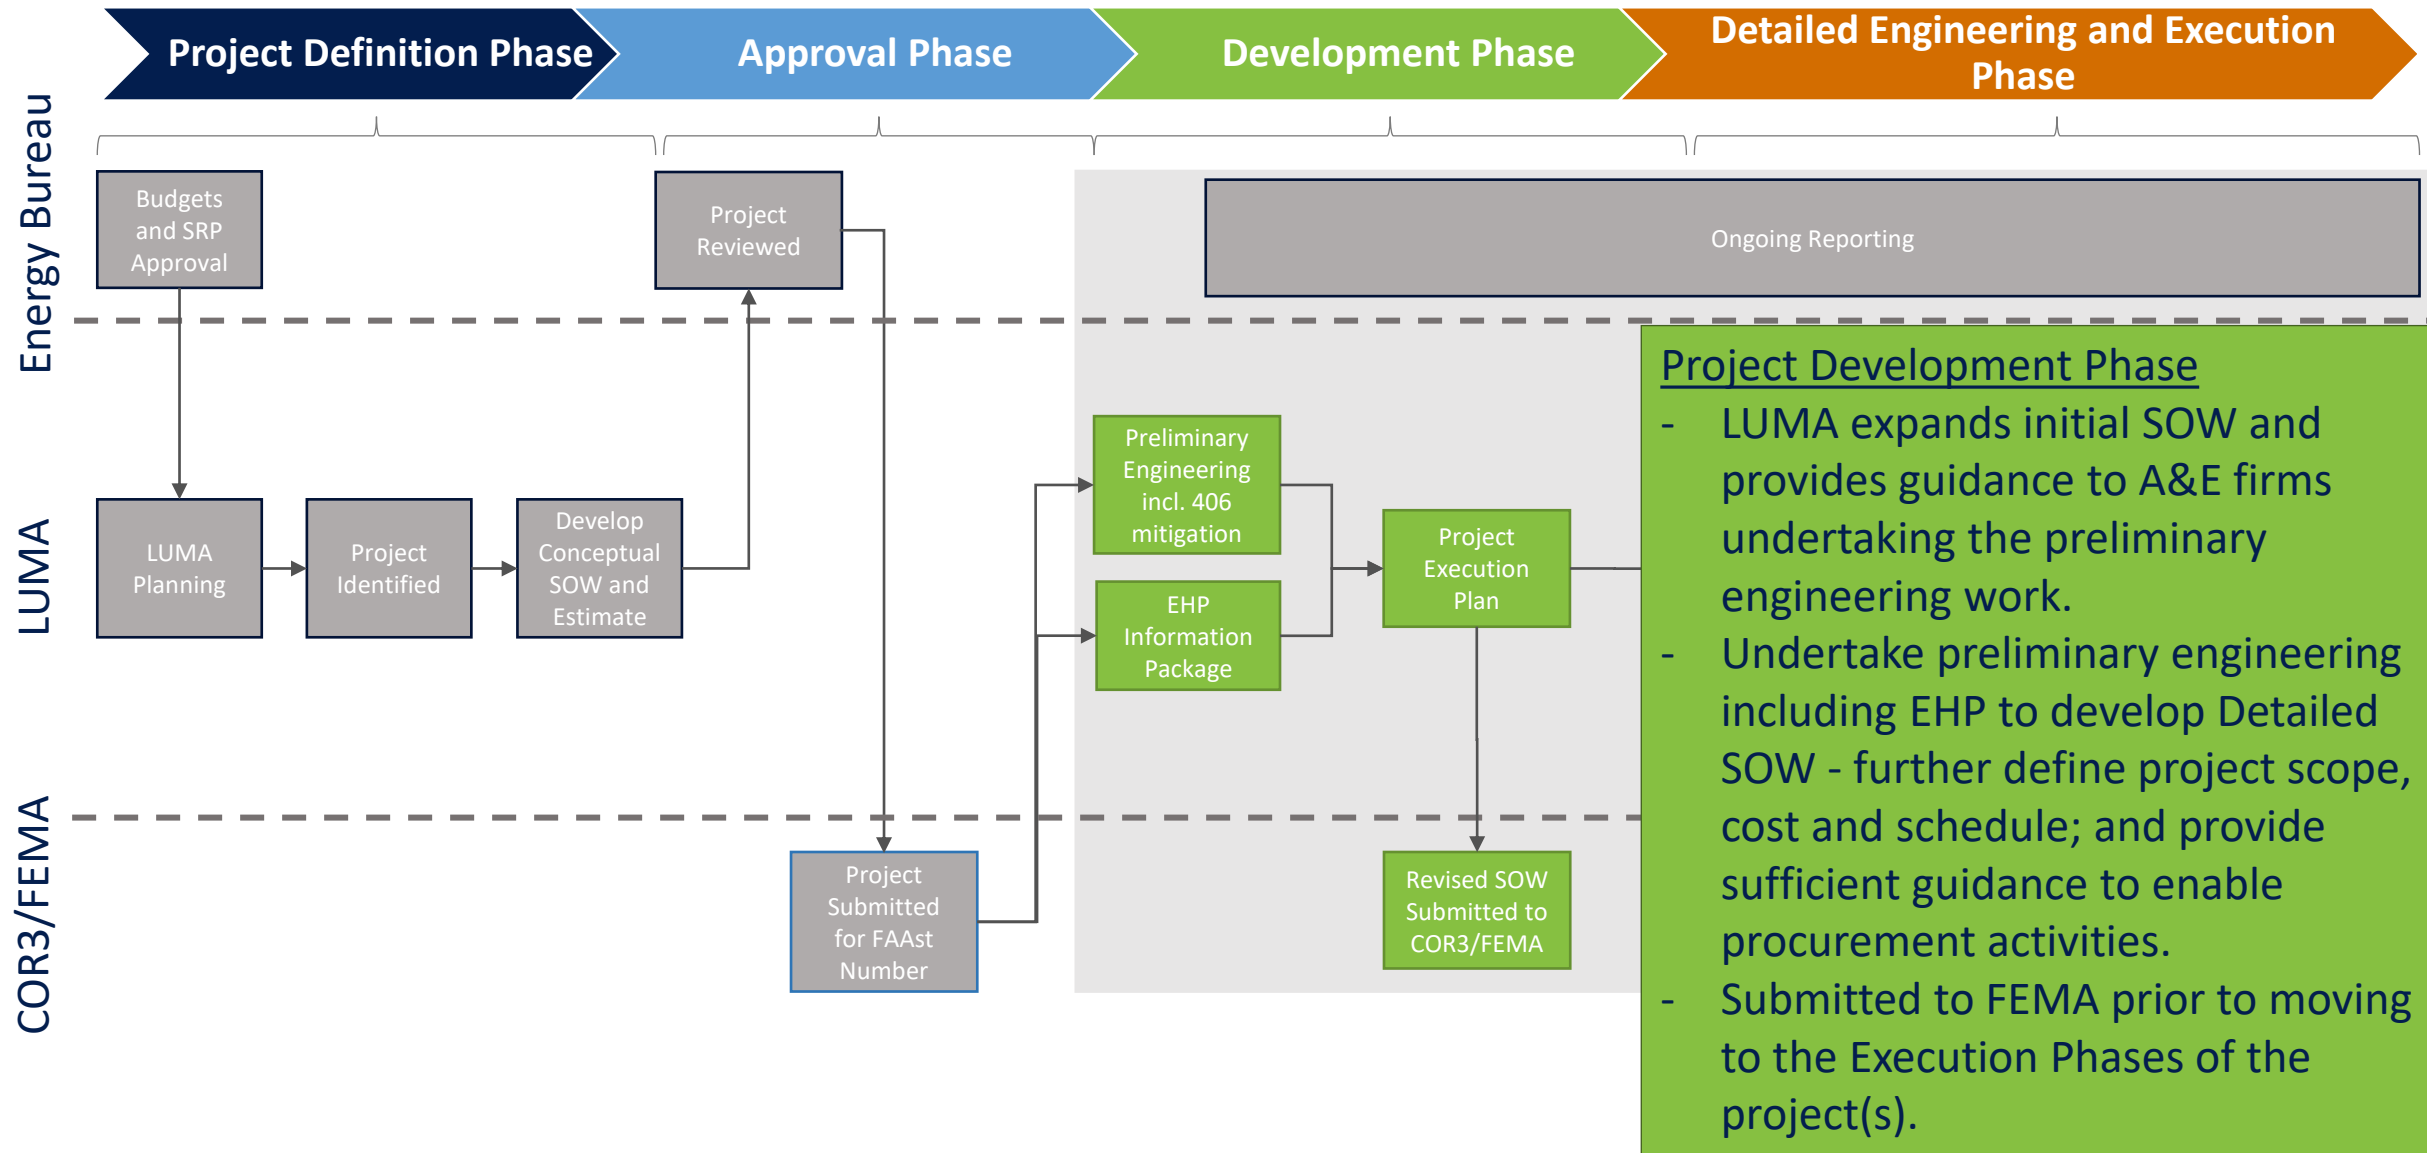 Project Definition Phase
Approval Phase
Development Phase
Detailed Engineering and Execution
Phase
Energy Bureau
Budgets
and SRP
Approval
Project
Reviewed
Ongoing Reporting
LUMA
LUMA
Planning
Project
Identified
Develop
Conceptual
SOW and
Estimate
Preliminary
Engineering
incl. 406
mitigation
EHP
Information
Package
Project
Execution
Plan
COR3/FEMA
Project
Submitted
for FAAst
Number
Revised SOW
Submitted to
COR3/FEMA
Project Development Phase
- LUMA expands initial SOW and
provides guidance to A&E firms
undertaking the preliminary
engineering work.
- Undertake preliminary engineering
including EHP to develop Detailed
SOW - further define project scope,
cost and schedule; and provide
sufficient guidance to enable
procurement activities.
- Submitted to FEMA prior to moving
to the Execution Phases of the
project(s).